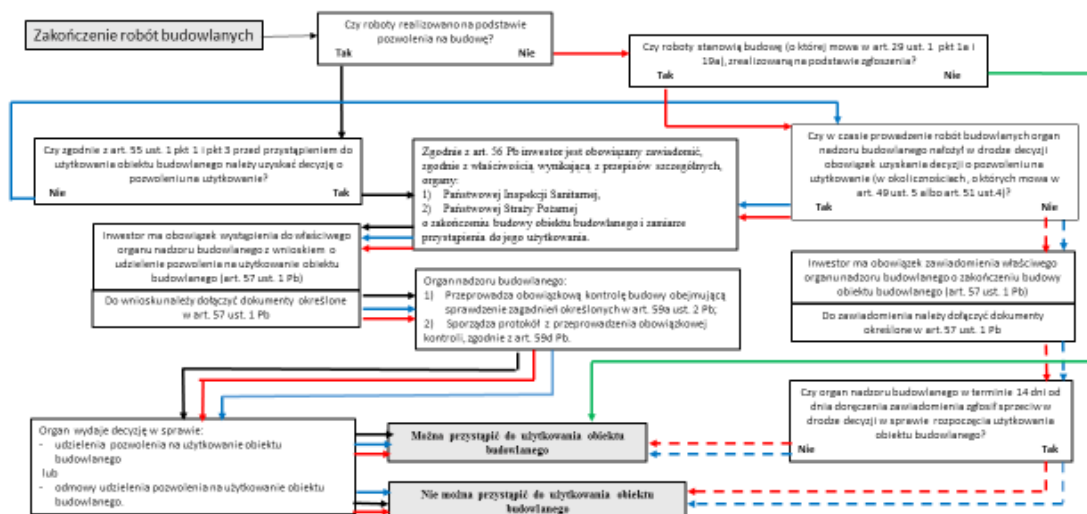 Zakończenie robót budowlanych
Czy roboty realizowano na podstawie
pozwolenia na budowę?
Tak Nie
Czy roboty stanowią budowę (o której mowa w art. 29 ust. 1 pkt 1a i
19a), zrealizowaną na podstawie zgłoszenia?
Tak Nie
Czy zgodnie z art. 55 ust. 1 pkt 1 i pkt 3 przed przystąpieniem do
użytkowania obiektu budowlanego należy uzyskać decyzję o
pozwoleniu na użytkowanie?
Nie Tak
Zgodnie z art. 56 Pb inwestor jest obowiązany zawiadomić,
zgodnie z właściwością wynikającą z przepisów szczególnych,
organy:
1) Państwowej Inspekcji Sanitarnej,
2) Państwowej Straży Pożarnej
o zakończeniu budowy obiektu budowlanego i zamiarze
przystąpienia do jego użytkowania.
Czy w czasie prowadzenie robót budowlanych organ
nadzoru budowlanego nałożył w drodze decyzji
obowiązek uzyskania decyzji o pozwoleniu na
użytkowanie (w okolicznościach, o których mowa w
art. 49 ust. 5 albo art. 51 ust.4)?
Tak Nie
Inwestor ma obowiązek wystąpienia do właściwego
organu nadzoru budowlanego z wnioskiem o
udzielenie pozwolenia na użytkowanie obiektu
budowlanego (art. 57 ust. 1 Pb)
Do wniosku należy dołączyć dokumenty określone
w art. 57 ust. 1 Pb
Organ nadzoru budowlanego:
1) Przeprowadza obowiązkową kontrolę budowy obejmującą
sprawdzenie zagadnień określonych w art. 59a ust. 2 Pb;
2) Sporządza protokół z przeprowadzenia obowiązkowej
kontroli, zgodnie z art. 59d Pb.
Inwestor ma obowiązek zawiadomienia właściwego
organu nadzoru budowlanego o zakończeniu budowy
obiektu budowlanego (art. 57 ust. 1 Pb)
Do zawiadomienia należy dołączyć dokumenty
określone w art. 57 ust. 1 Pb
Czy organ nadzoru budowlanego w terminie 14 dni od
dnia doręczenia zawiadomienia zgłosił sprzeciw w
drodze decyzji w sprawie rozpoczęcia użytkowania
obiektu budowlanego?
Nie Tak
Organ wydaje decyzję w sprawie:
- udzielenia pozwolenia na użytkowanie obiektu
budowlanego
lub
- odmowy udzielenia pozwolenia na użytkowanie obiektu
budowlanego.
Można przystąpić do użytkowania obiektu
budowlanego
Nie można przystąpić do użytkowania obiektu
budowlanego